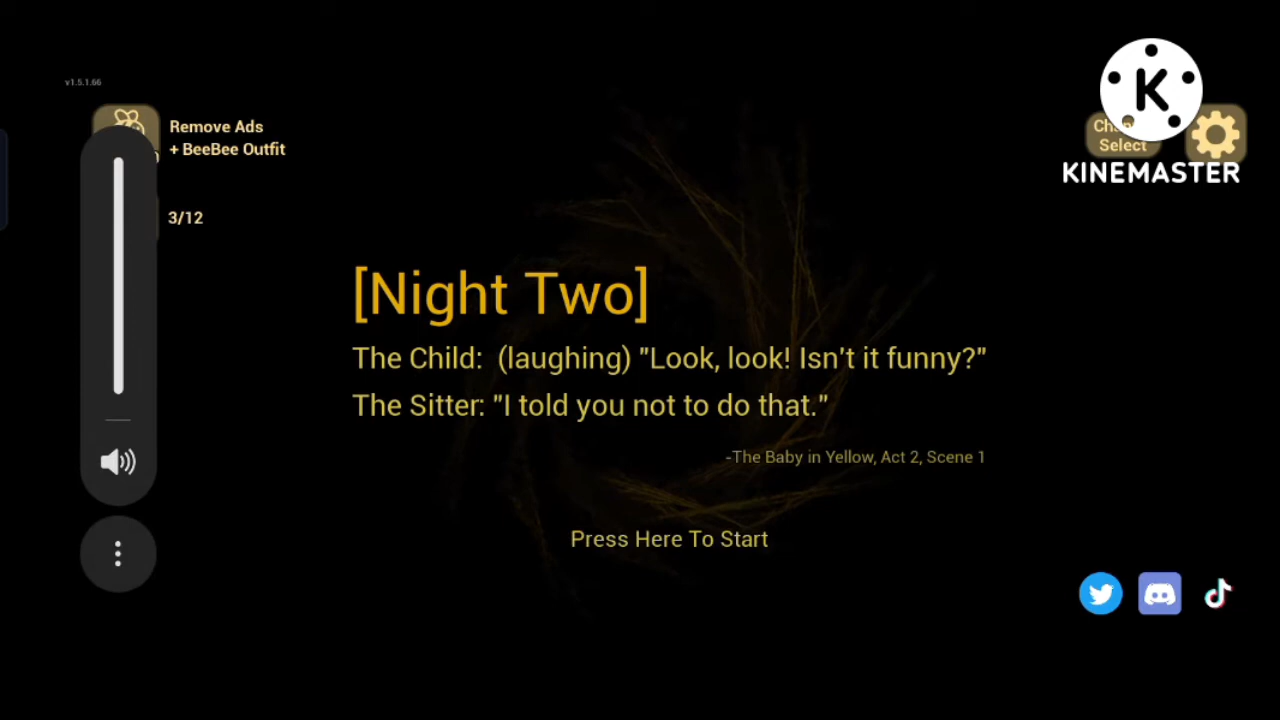 v1.5.1.66
Remove Ads
+ BeeBee Outfit
3/12
Select
K
KINEMASTER
[Night Two]
The Child:  (laughing) "Look, look! Isn't it funny?"
The Sitter: "I told you not to do that."
-The Baby in Yellow, Act 2, Scene 1
Press Here To Start